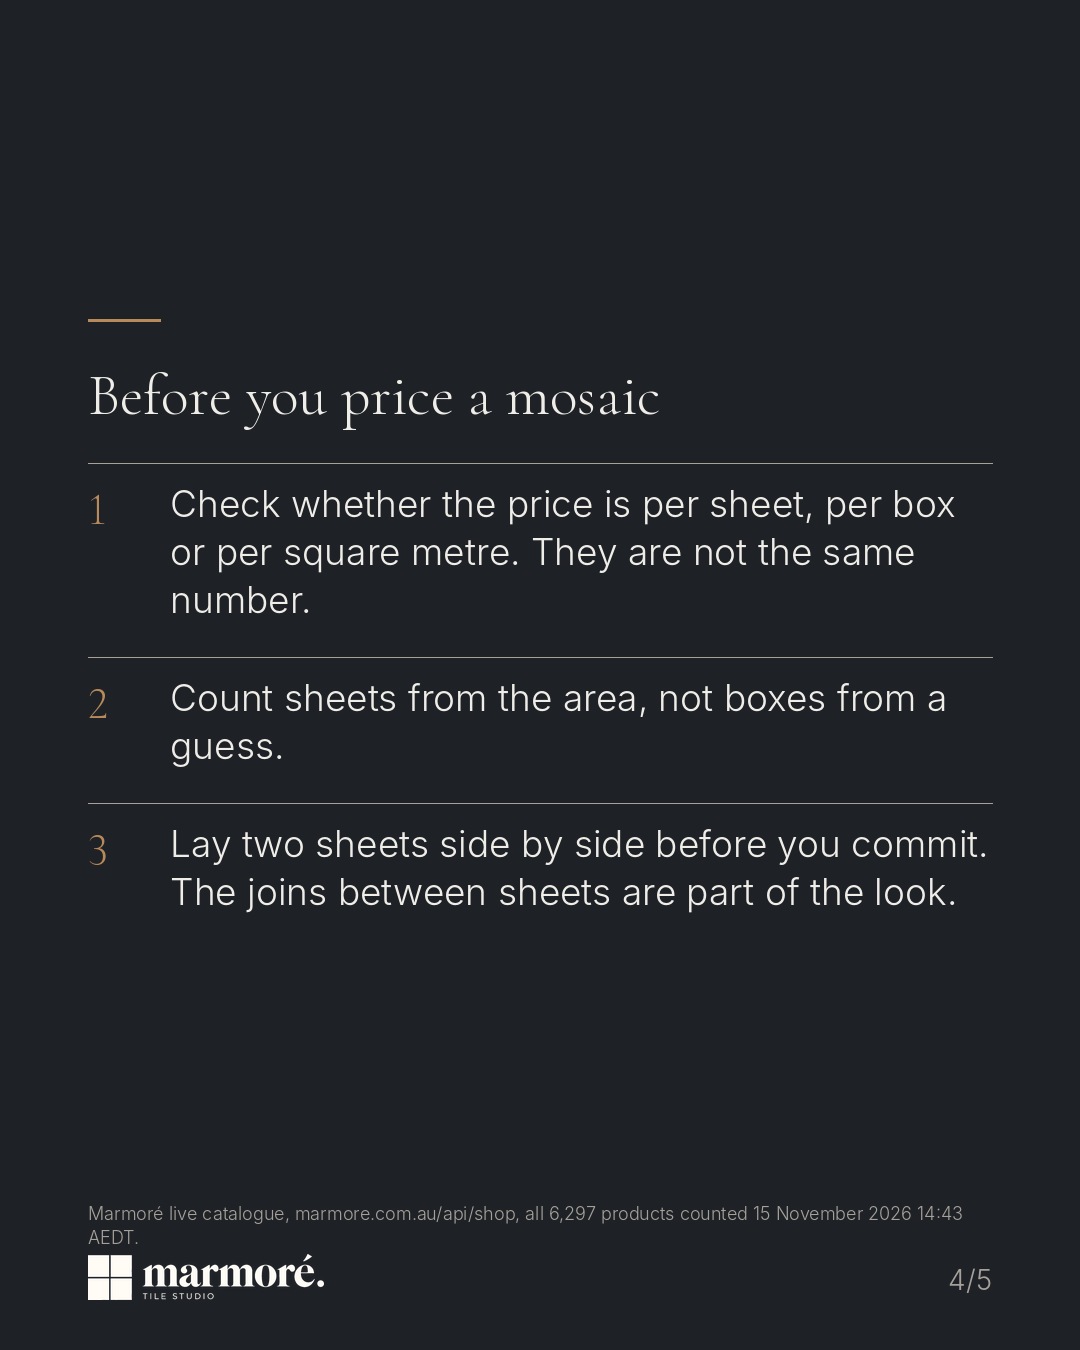 Before you price a mosaic
1 Check whether the price is per sheet, per box
or per square metre. They are not the same
number.
2 Count sheets from the area, not boxes from a
guess.
3 Lay two sheets side by side before you commit.
The joins between sheets are part of the look.
Marmoré live catalogue, marmore.com.au/api/shop, all 6,297 products counted 15 November 2026 14:43
AEDT.
marmoré.
TILE STUDIO
4/5